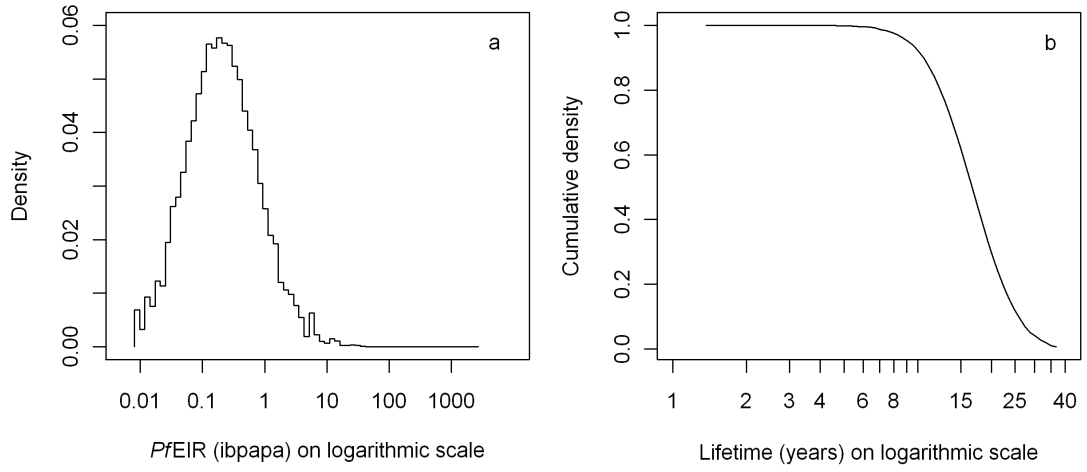 a
0.06
0.04
0.02
0.00
Density
0.01 0.1 1 10 100 1000
PfEIR (ibpapa) on logarithmic scale
b
1.0
0.8
0.6
0.4
0.2
0.0
Cumulative density
1 2 3 4 6 8 15 25 40
Lifetime (years) on logarithmic scale